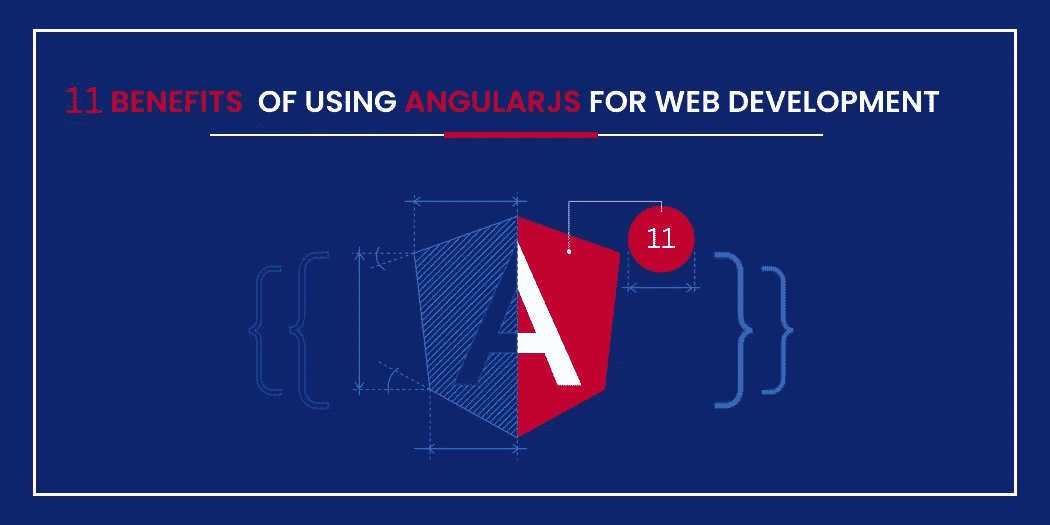 11 BENEFITS OF USING ANGULARJS FOR WEB DEVELOPMENT
11
{ { A } }